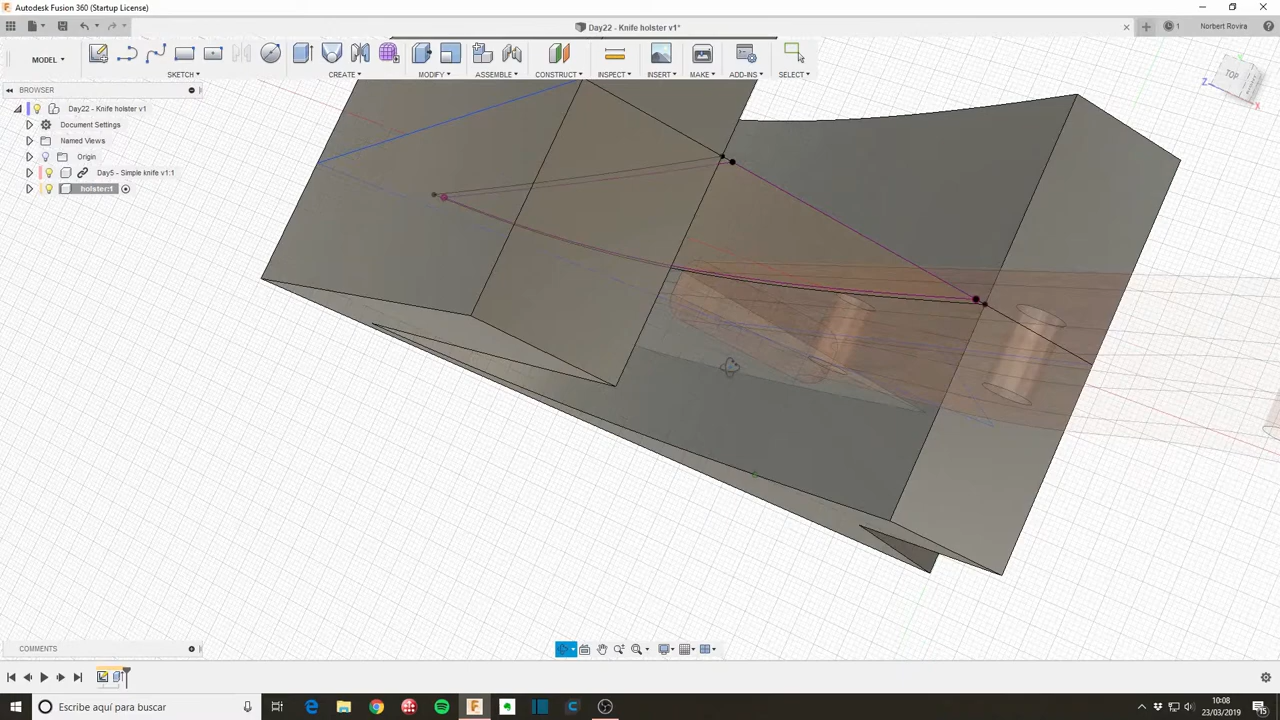 Autodesk Fusion 360 (Startup License)
Day22 - Knife holster v1*
1
Norbert Rovira
MODEL
SKETCH
CREATE
MODIFY
ASSEMBLE
CONSTRUCT
INSPECT
INSERT
MAKE
ADD-INS
SELECT
BROWSER
TOP
Z
X
Day22 - Knife holster v1
Document Settings
Named Views
Origin
Day5 - Simple knife v1:1
holster:1
COMMENTS
Escribe aquí para buscar
10:08
23/03/2019
15